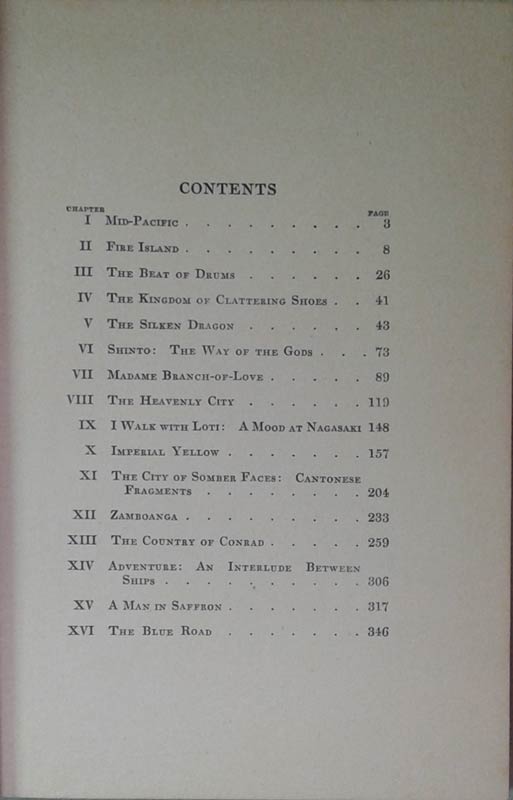 CONTENTS
CHAPTER PAGE
I MID-PACIFIC . . . . . . . . . 3
II FIRE ISLAND . . . . . . . . . 8
III THE BEAT OF DRUMS . . . . . . 26
IV THE KINGDOM OF CLATTERING SHOES . . 41
V THE SILKEN DRAGON . . . . . . 43
VI SHINTO: THE WAY OF THE GODS . . . 73
VII MADAME BRANCH-OF-LOVE . . . . . 89
VIII THE HEAVENLY CITY . . . . . . 119
IX I WALK WITH LOTI: A MOOD AT NAGASAKI 148
X IMPERIAL YELLOW . . . . . . . 157
XI THE CITY OF SOMBER FACES: CANTONESE
FRAGMENTS . . . . . . . . 204
XII ZAMBOANGA . . . . . . . . . 233
XIII THE COUNTRY OF CONRAD . . . . . 259
XIV ADVENTURE: AN INTERLUDE BETWEEN
SHIPS . . . . . . . . . . 306
XV A MAN IN SAFFRON . . . . . . . 317
XVI THE BLUE ROAD . . . . . . . 346